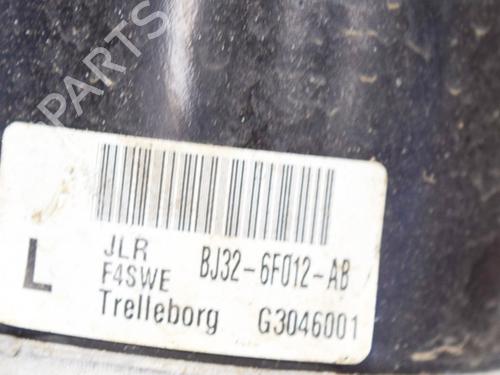 B-PARTS
L
JLR BJ32-6F012-AB
F4SWE
Trelleborg G3046001